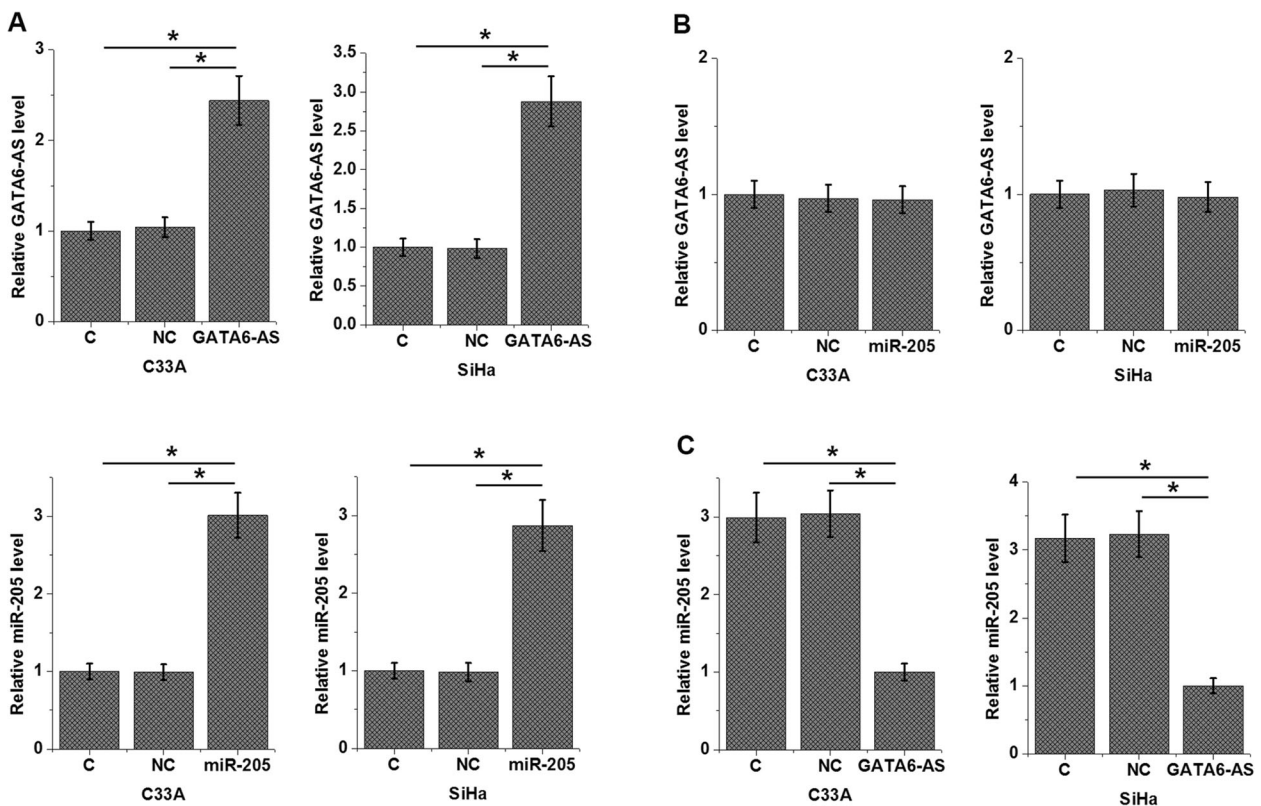 A
Relative GATA6-AS level
3
2
1
0
*
*
C NC GATA6-AS
C33A
Relative GATA6-AS level
3.5
3.0
2.5
2.0
1.5
1.0
0.5
0.0
*
*
C NC GATA6-AS
SiHa
Relative miR-205 level
3
2
1
0
*
*
C NC miR-205
C33A
Relative miR-205 level
3
2
1
0
*
*
C NC miR-205
SiHa
B
Relative GATA6-AS level
2
1
0
C NC miR-205
C33A
Relative GATA6-AS level
2
1
0
C NC miR-205
SiHa
C
Relative miR-205 level
3
2
1
0
*
*
C NC GATA6-AS
C33A
Relative miR-205 level
4
3
2
1
0
*
*
C NC GATA6-AS
SiHa